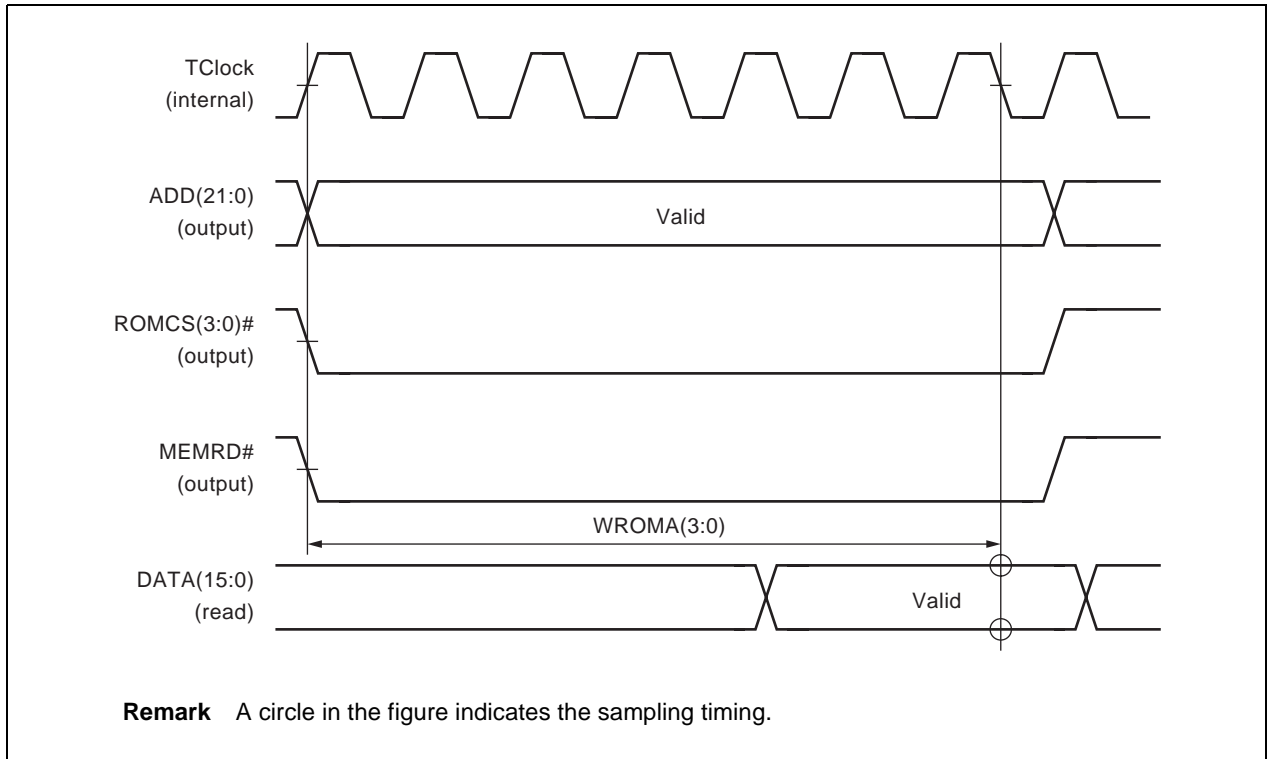 TClock
(internal)
ADD(21:0)
(output)
Valid
ROMCS(3:0)#
(output)
MEMRD#
(output)
WROMA(3:0)
DATA(15:0)
(read)
Valid
Remark A circle in the figure indicates the sampling timing.